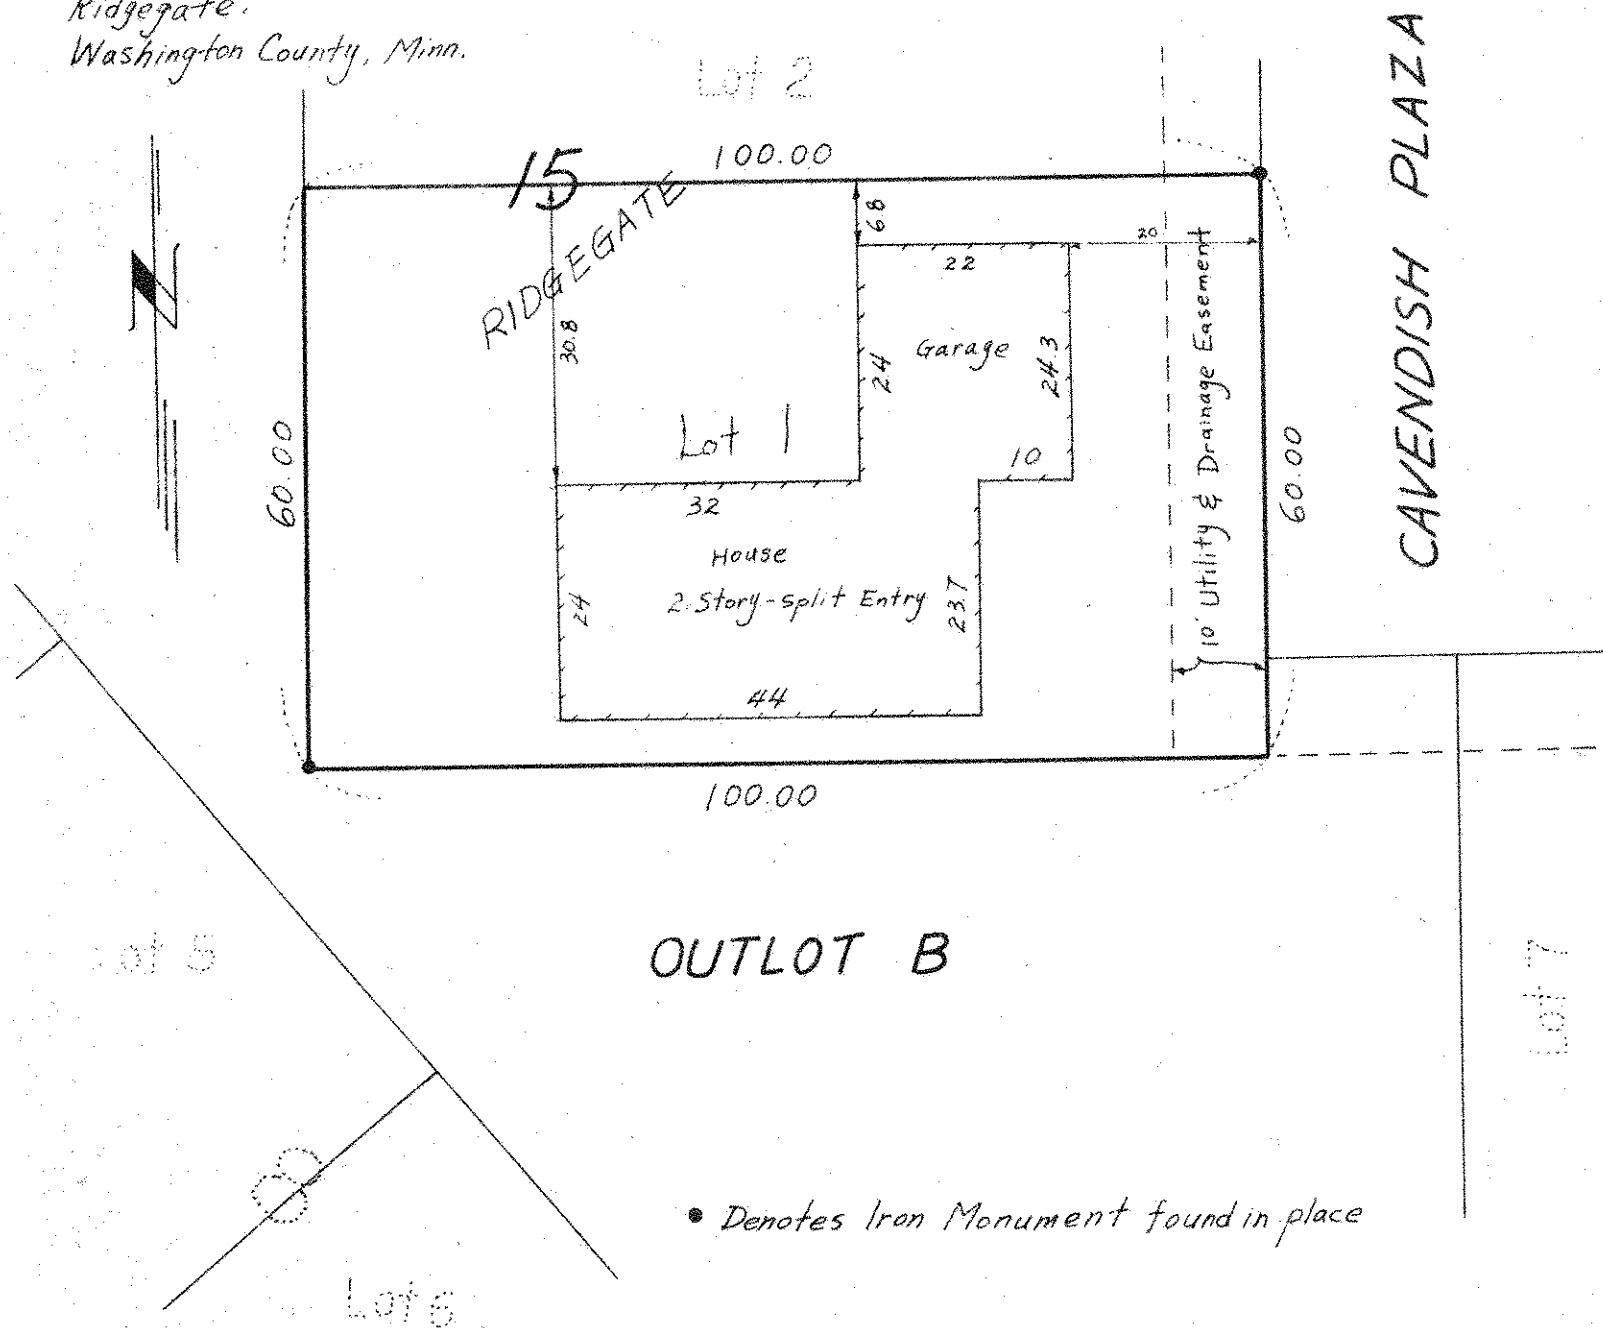 Ridgegate.
Washington County, Minn.
Lot 2
CAVENDISH PLAZA
100.00
15
RIDGEGATE
6.8
20
22
30.8
Garage
24
24.3
Lot 1
10
60.00
60.00
32
House
2 Story-split Entry
24
23.7
10' Utility & Drainage Easement
44
100.00
OUTLOT B
Lot 7
8
Denotes Iron Monument found in place
Lot 6